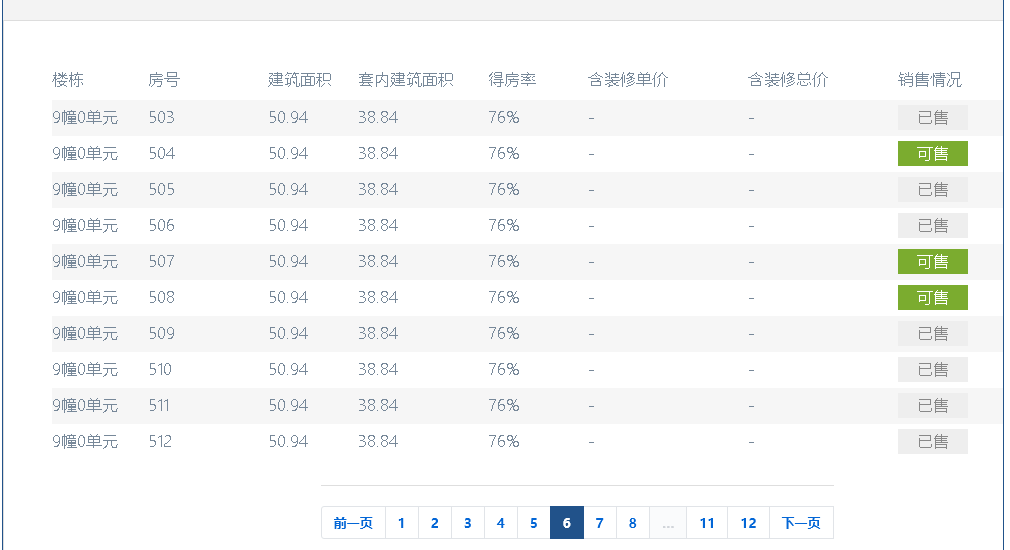 楼栋 房号 建筑面积 套内建筑面积 得房率 含装修单价 含装修总价 销售情况
9幢0单元 503 50.94 38.84 76% - - 已售
9幢0单元 504 50.94 38.84 76% - - 可售
9幢0单元 505 50.94 38.84 76% - - 已售
9幢0单元 506 50.94 38.84 76% - - 已售
9幢0单元 507 50.94 38.84 76% - - 可售
9幢0单元 508 50.94 38.84 76% - - 可售
9幢0单元 509 50.94 38.84 76% - - 已售
9幢0单元 510 50.94 38.84 76% - - 已售
9幢0单元 511 50.94 38.84 76% - - 已售
9幢0单元 512 50.94 38.84 76% - - 已售
前一页 1 2 3 4 5 6 7 8 ... 11 12 下一页